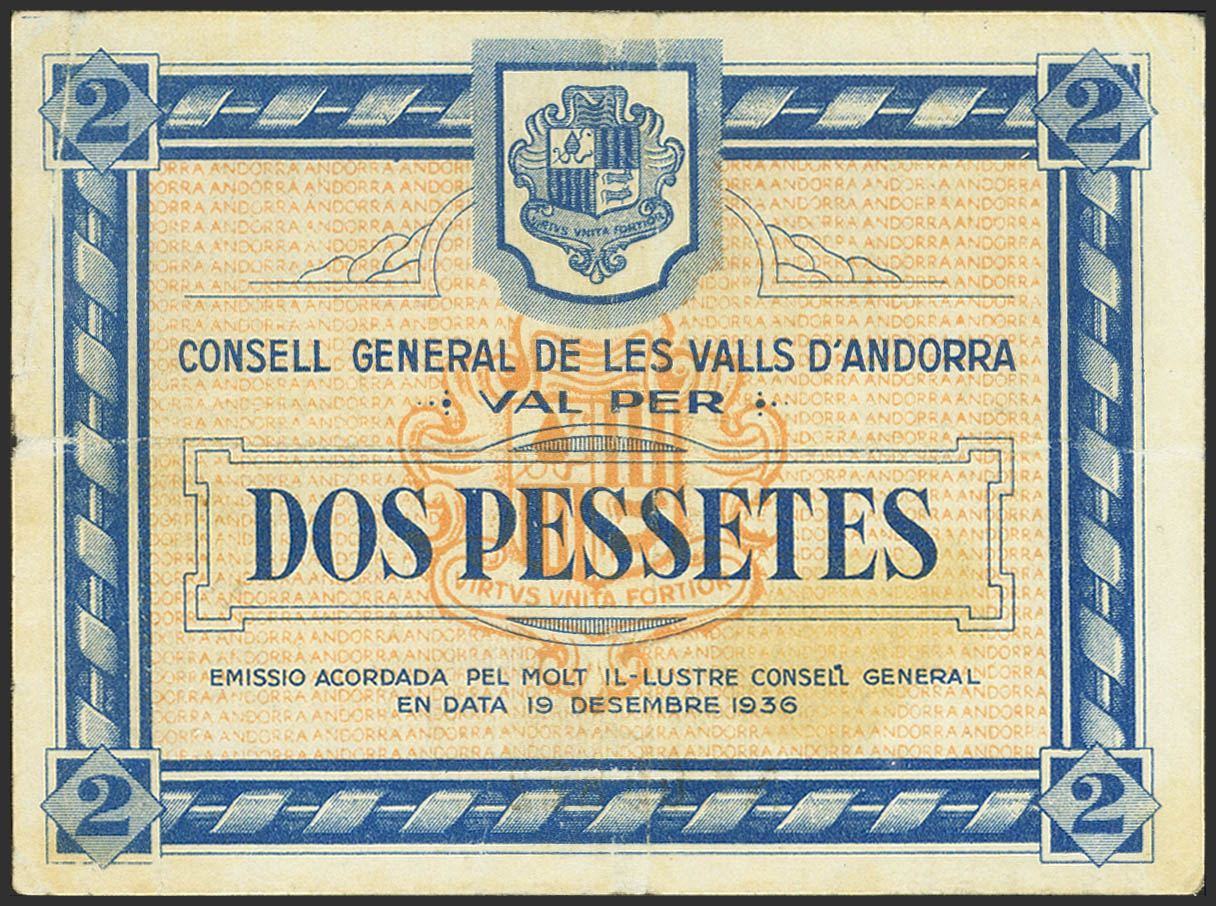 2
2
VIRTVS VNITA FORTIOR
CONSELL GENERAL DE LES VALLS D'ANDORRA
VAL PER
DOS PESSETES
VIRTVS VNITA FORTIOR
EMISSIO ACORDADA PEL MOLT IL-LUSTRE CONSELL GENERAL
EN DATA 19 DESEMBRE 1936
2
2